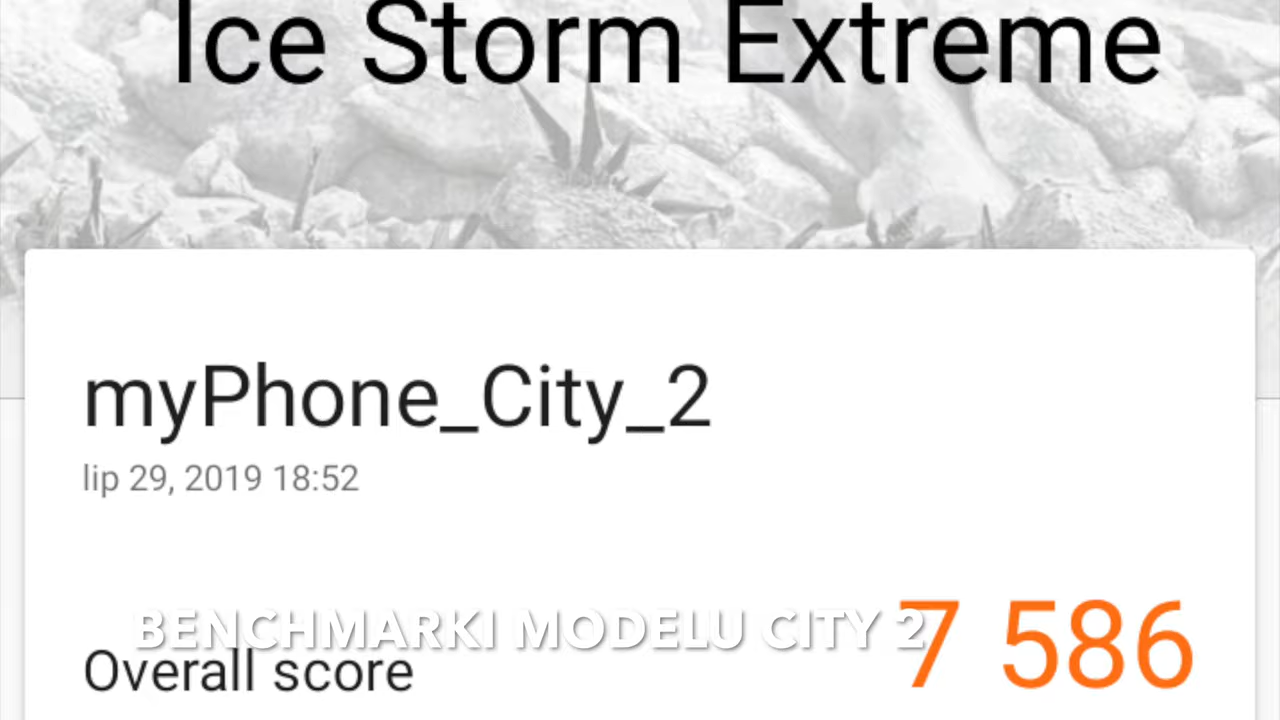 Ice Storm Extreme
myPhone_City_2
lip 29, 2019 18:52
BENCHMARKI MODELU CITY 2
Overall score 7 586